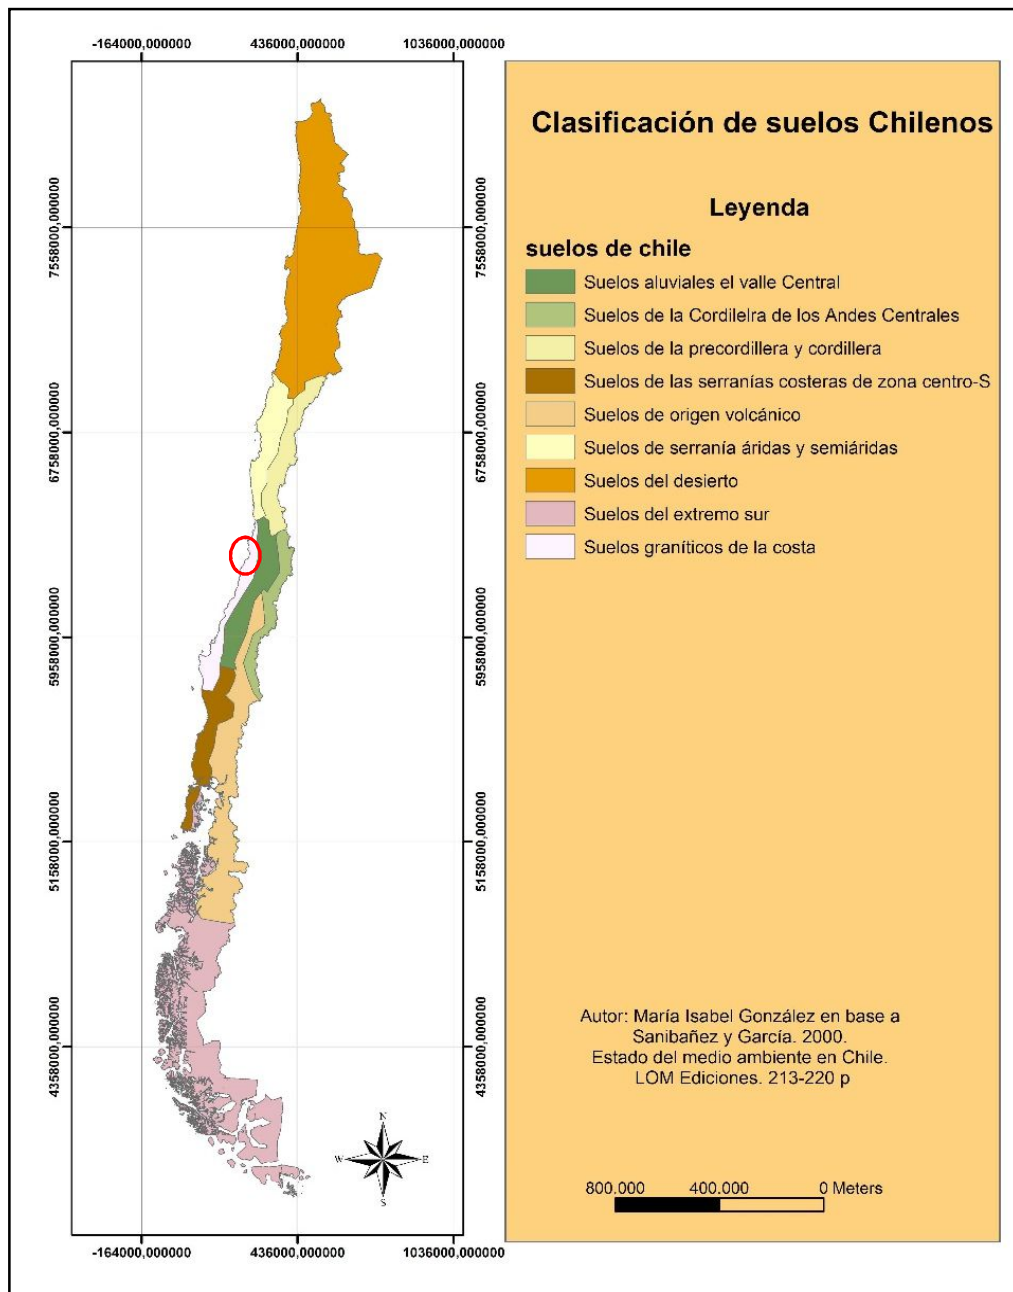 -164000,000000 436000,000000 1036000,000000
7558000,000000
6758000,000000
5958000,000000
5158000,000000
4358000,000000
7558000,000000
6758000,000000
5958000,000000
5158000,000000
4358000,000000
N
W E
S
-164000,000000 436000,000000 1036000,000000
Clasificación de suelos Chilenos
Leyenda
suelos de chile
Suelos aluviales el valle Central
Suelos de la Cordilelra de los Andes Centrales
Suelos de la precordillera y cordillera
Suelos de las serranías costeras de zona centro-S
Suelos de origen volcánico
Suelos de serranía áridas y semiáridas
Suelos del desierto
Suelos del extremo sur
Suelos graníticos de la costa
Autor: María Isabel González en base a
Sanibañez y García. 2000.
Estado del medio ambiente en Chile.
LOM Ediciones. 213-220 p
800.000 400.000 0 Meters